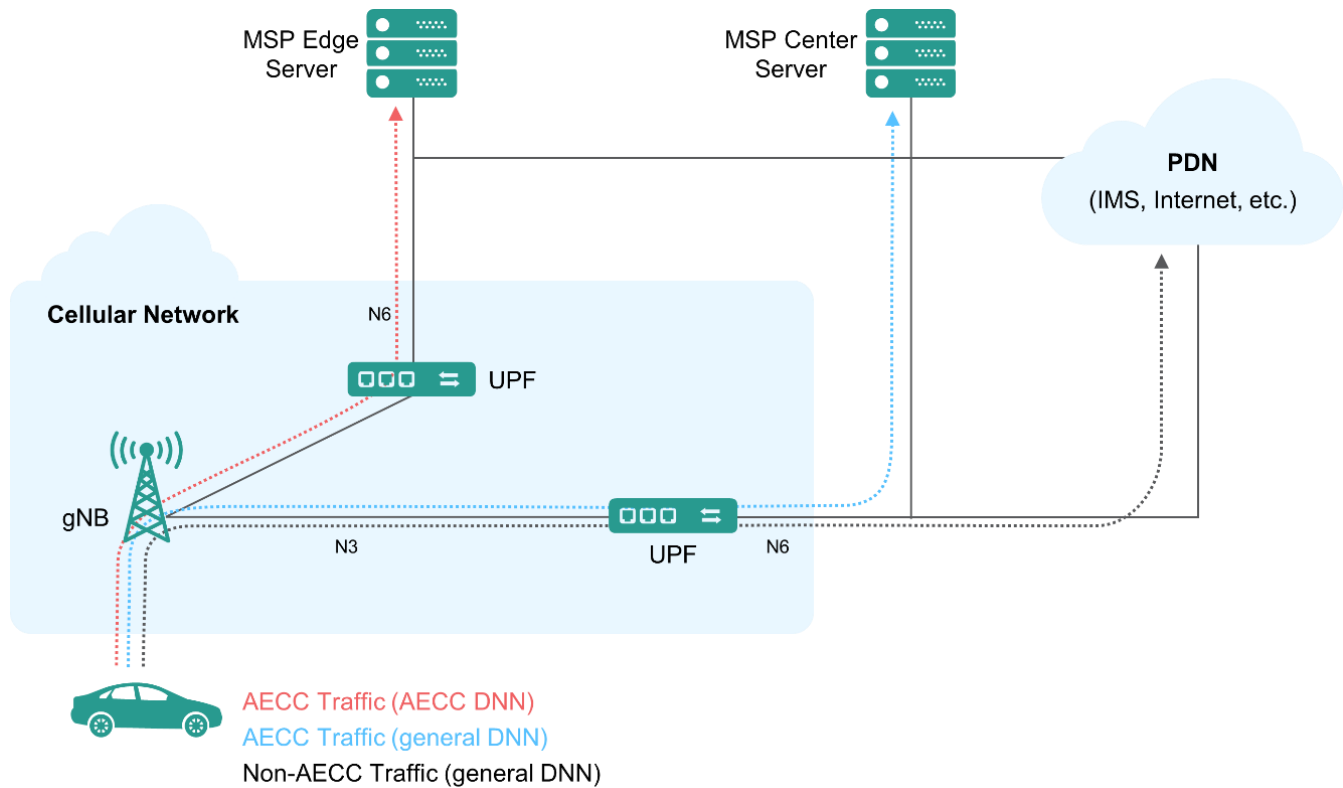 MSP Edge
Server
MSP Center
Server
PDN
(IMS, Internet, etc.)
Cellular Network
N6
UPF
gNB
N3
UPF
N6
AECC Traffic (AECC DNN)
AECC Traffic (general DNN)
Non-AECC Traffic (general DNN)